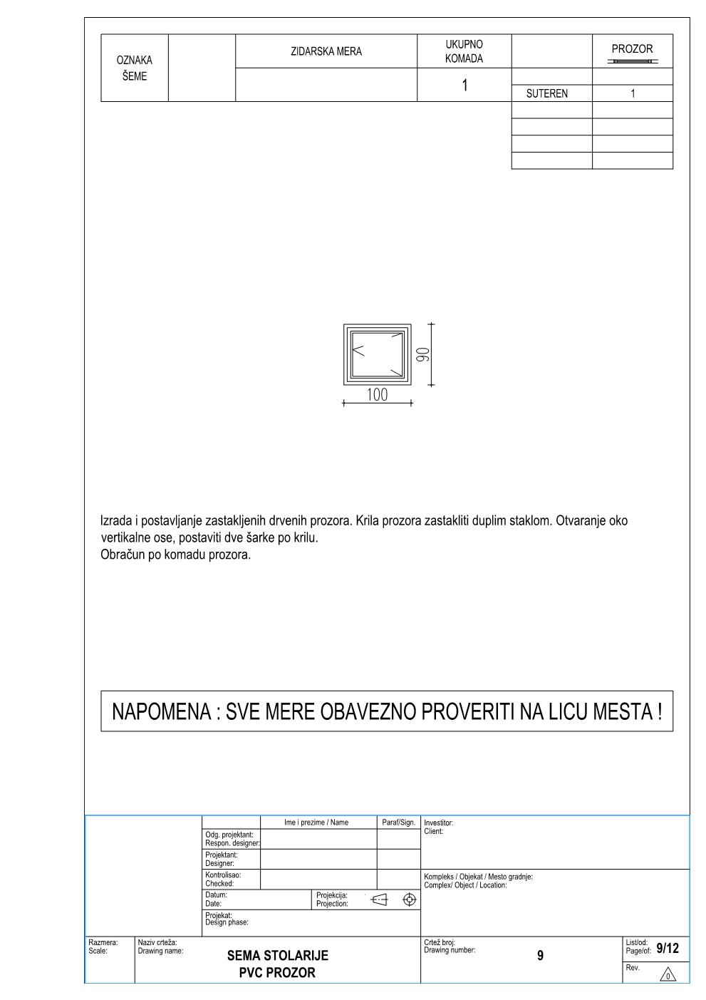 OZNAKA
ŠEME
ZIDARSKA MERA
UKUPNO
KOMADA
PROZOR
1
SUTEREN 1
90
100
Izrada i postavljanje zastakljenih drvenih prozora. Krila prozora zastakliti duplim staklom. Otvaranje oko
vertikalne ose, postaviti dve šarke po krilu.
Obračun po komadu prozora.
NAPOMENA : SVE MERE OBAVEZNO PROVERITI NA LICU MESTA !
Ime i prezime / Name Paraf/Sign.
Odg. projektant:
Respon. designer:
Projektant:
Designer:
Kontrolisao:
Checked:
Datum:
Date:
Projekcija:
Projection:
Projekat:
Design phase:
Investitor:
Client:
Kompleks / Objekat / Mesto gradnje:
Complex/ Object / Location:
Razmera:
Scale:
Naziv crteža:
Drawing name:
SEMA STOLARIJE
PVC PROZOR
Crtež broj:
Drawing number:
9
List/od:
Page/of: 9/12
Rev.
0